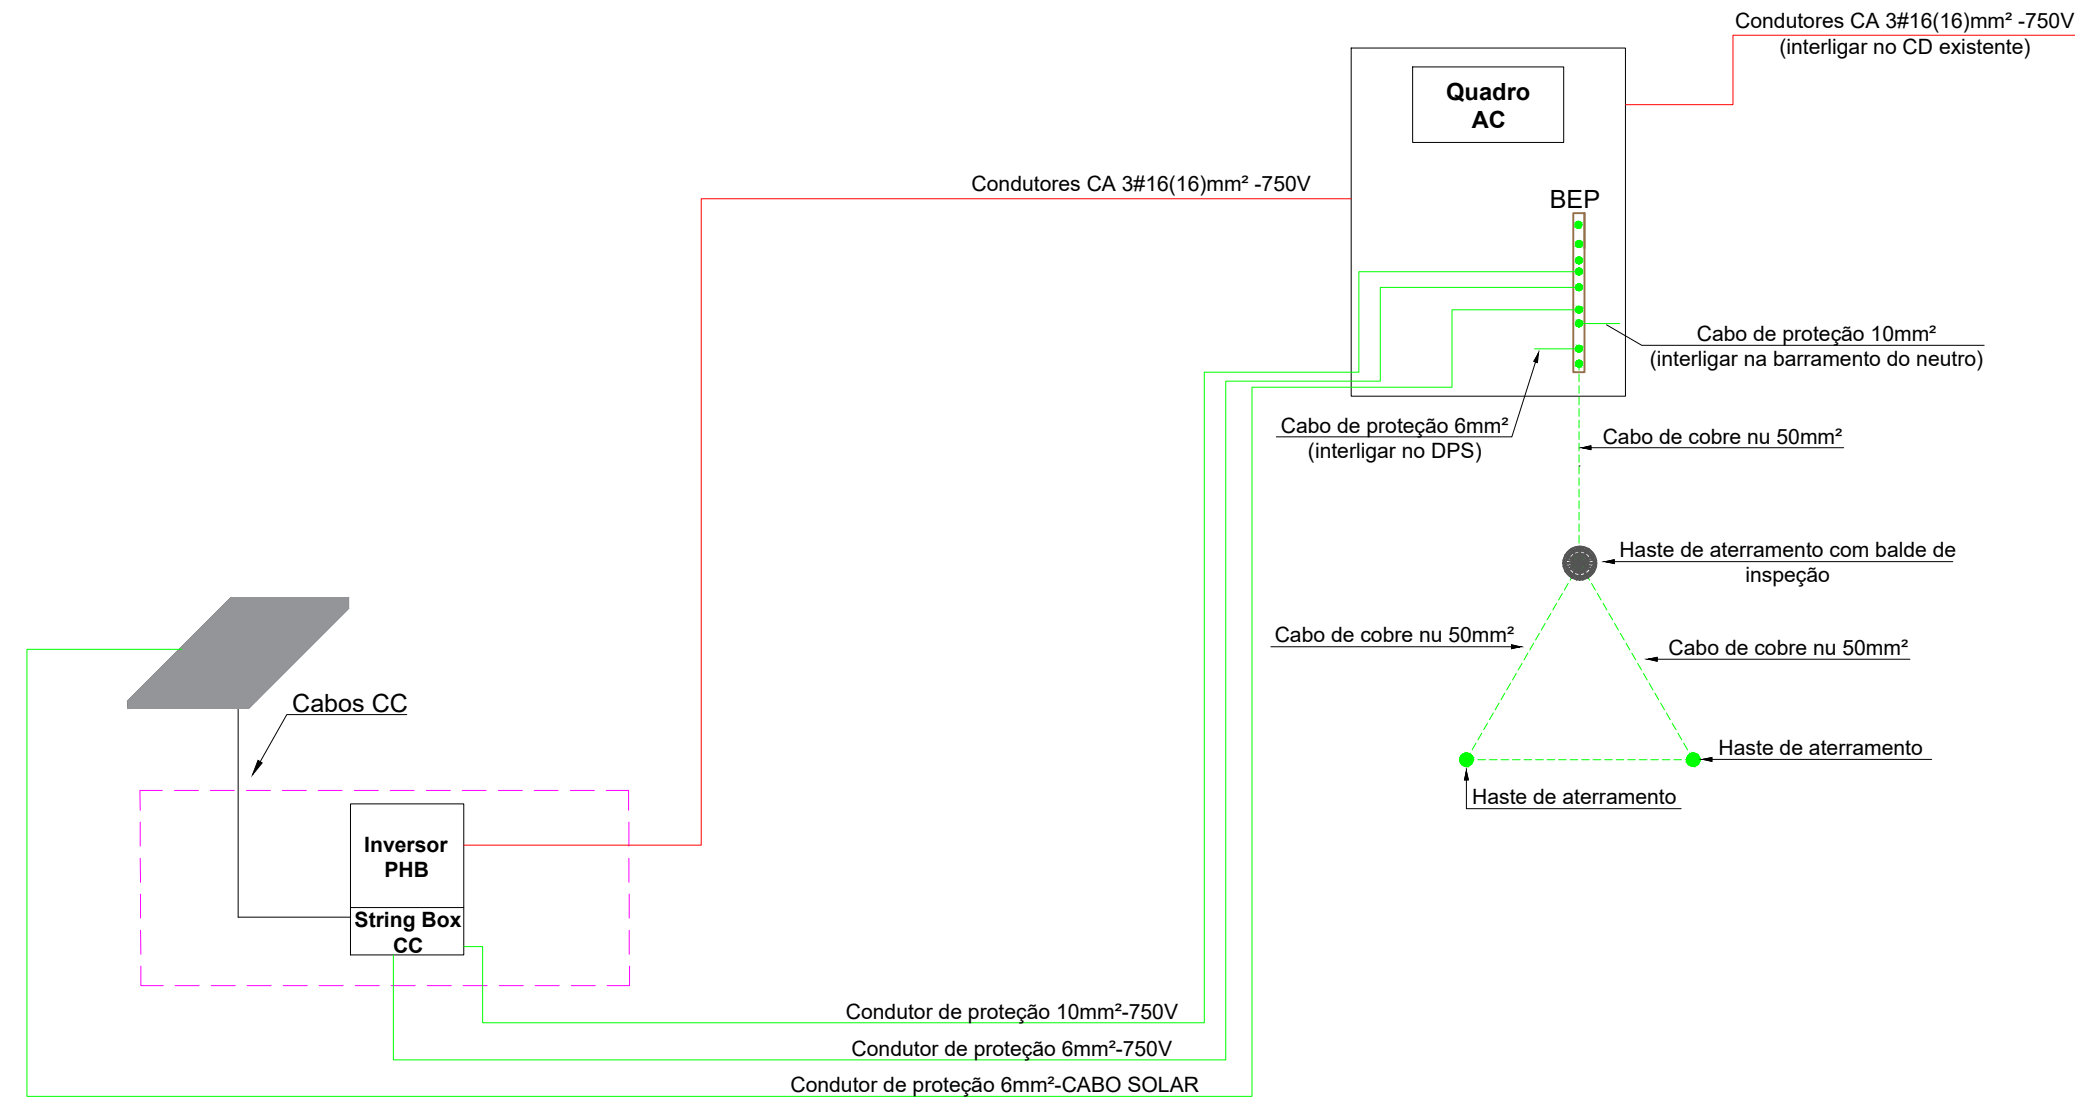 Condutores CA 3#16(16)mm² -750V
(interligar no CD existente)
Quadro
AC
Condutores CA 3#16(16)mm² -750V
BEP
Cabo de proteção 10mm²
(interligar na barramento do neutro)
Cabo de proteção 6mm²
(interligar no DPS)
Cabo de cobre nu 50mm²
Haste de aterramento com balde de
inspeção
Cabo de cobre nu 50mm²
Cabo de cobre nu 50mm²
Cabos CC
Haste de aterramento
Haste de aterramento
Inversor
PHB
String Box
CC
Condutor de proteção 10mm²-750V
Condutor de proteção 6mm²-750V
Condutor de proteção 6mm²-CABO SOLAR